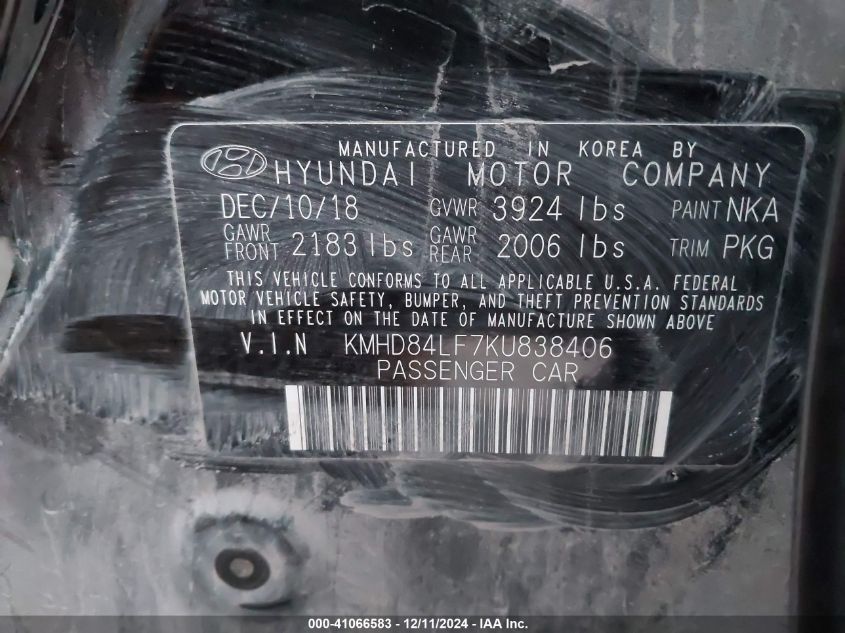 MANUFACTURED IN KOREA BY
HYUNDAI MOTOR COMPANY
DEC/10/18 GVWR 3924 lbs PAINT NKA
GAWR FRONT 2183 lbs GAWR REAR 2006 lbs TRIM PKG
THIS VEHICLE CONFORMS TO ALL APPLICABLE U.S.A. FEDERAL
MOTOR VEHICLE SAFETY, BUMPER, AND THEFT PREVENTION STANDARDS
IN EFFECT ON THE DATE OF MANUFACTURE SHOWN ABOVE
V.I.N KMHD84LF7KU838406
PASSENGER CAR
000-41066583 - 12/11/2024 - IAA Inc.